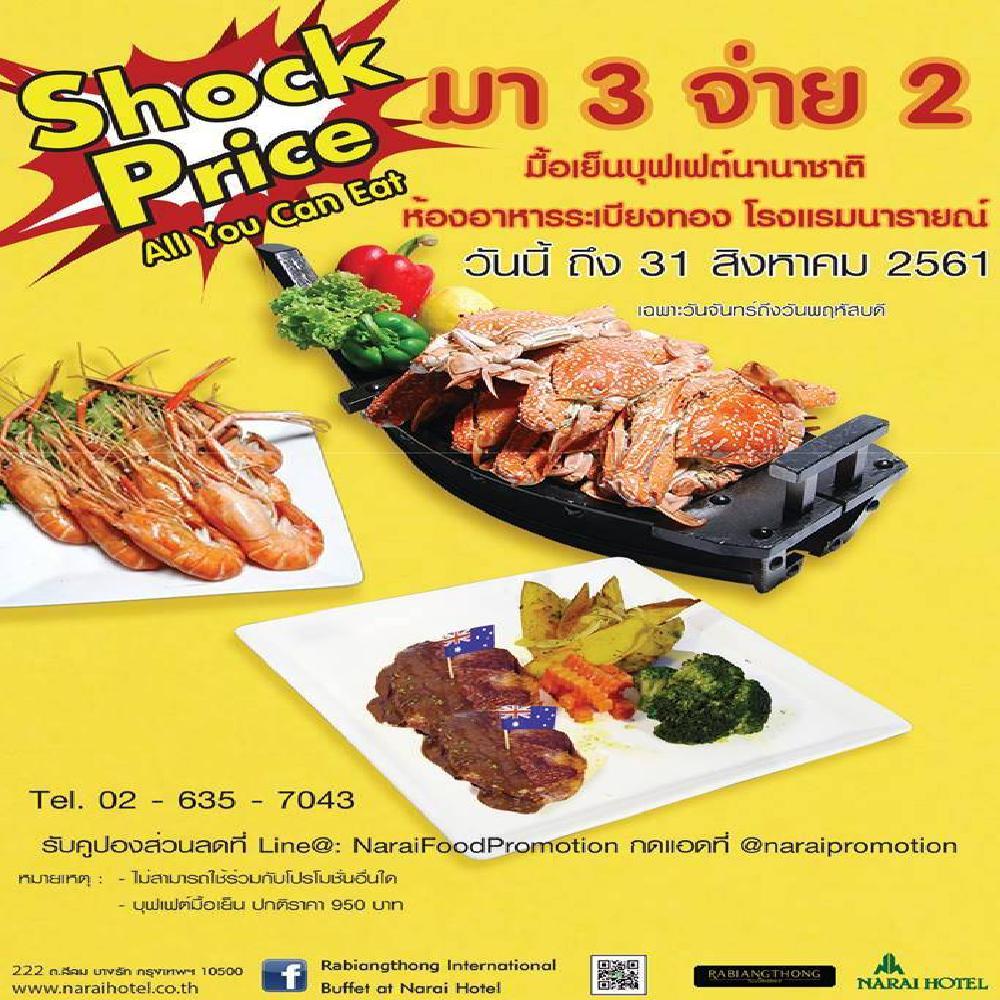 Shock
Price
All You Can Eat
มา 3 จ่าย 2
มื้อเย็นบุฟเฟต์นานาชาติ
ห้องอาหารระเบียงทอง โรงแรมนารายณ์
วันนี้ ถึง 31 สิงหาคม 2561
เฉพาะวันจันทร์ถึงวันพฤหัสบดี
Tel. 02 - 635 - 7043
รับคูปองส่วนลดที่ Line@: NaraiFoodPromotion กดแอดที่ @naraipromotion
หมายเหตุ : - ไม่สามารถใช้ร่วมกับโปรโมชั่นอื่นใด
- บุฟเฟต์มื้อเย็น ปกติราคา 950 บาท
222 ถ.สีลม บางรัก กรุงเทพฯ 10500
www.naraihotel.co.th
f
Rabiangthong International
Buffet at Narai Hotel
RABIANGTHONG
NARAI HOTEL